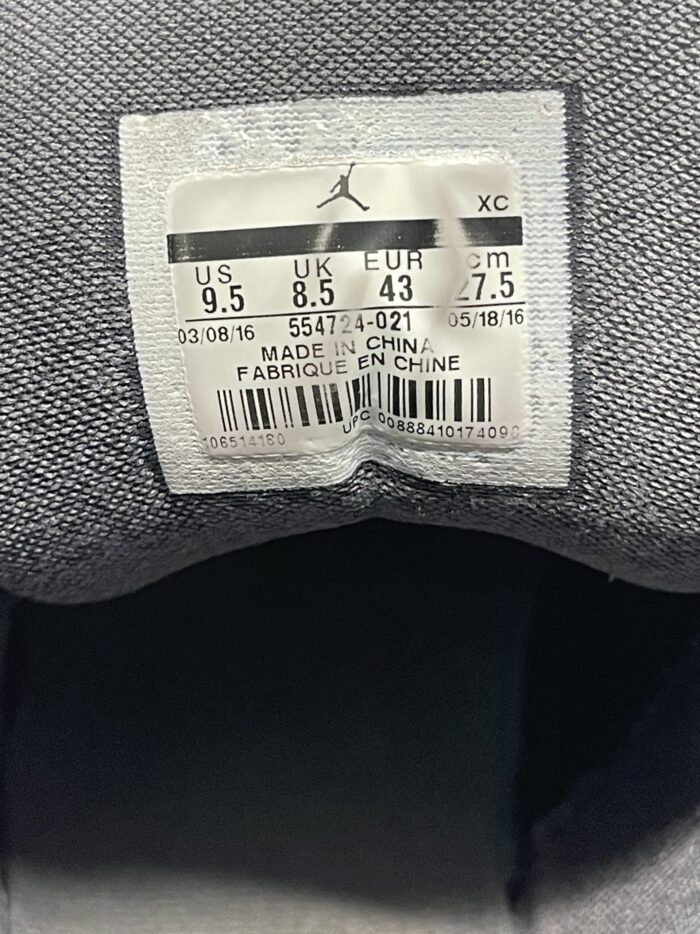 XC
US UK EUR cm
9.5 8.5 43 27.5
03/08/16 554724-021 05/18/16
MADE IN CHINA
FABRIQUE EN CHINE
106514180 UPC 00888410174098